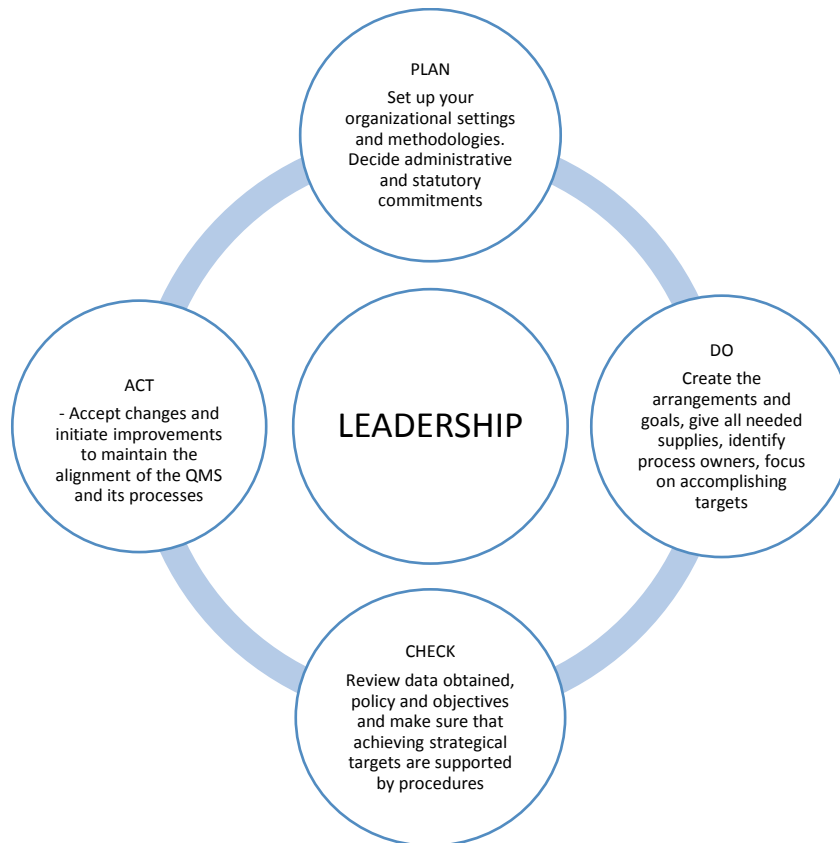 PLAN
Set up your
organizational settings
and methodologies.
Decide administrative
and statutory
commitments
DO
Create the
arrangements and
goals, give all needed
supplies, identify
process owners, focus
on accomplishing
targets
LEADERSHIP
ACT
- Accept changes and
initiate improvements
to maintain the
alignment of the QMS
and its processes
CHECK
Review data obtained,
policy and objectives
and make sure that
achieving strategical
targets are supported
by procedures